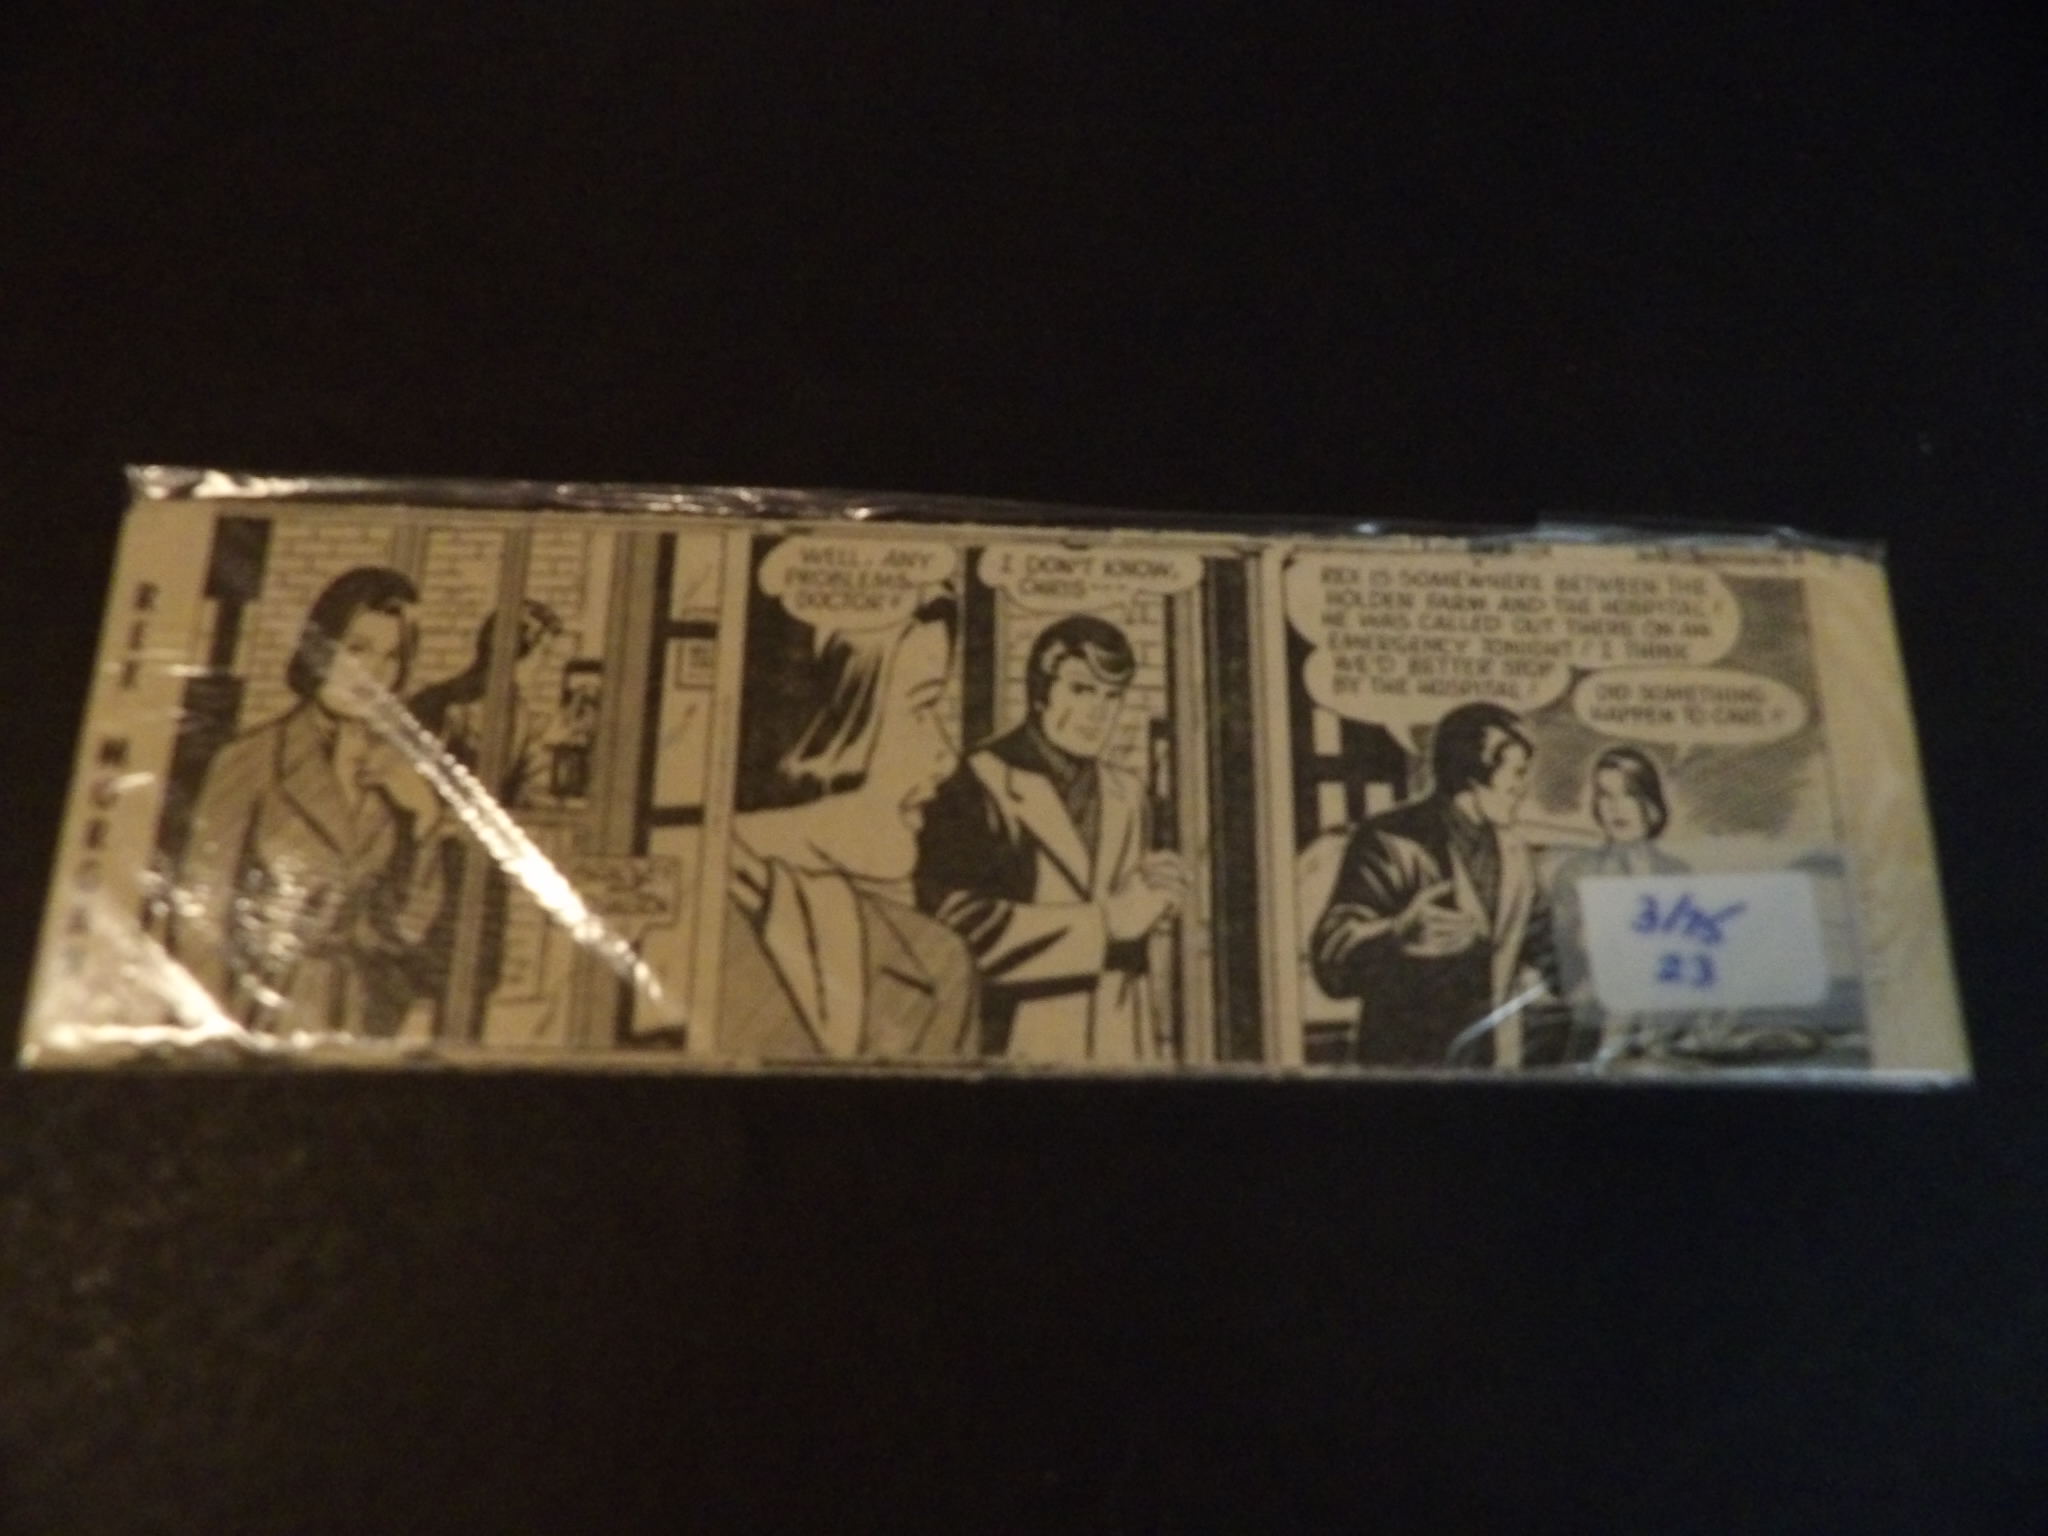 REX MORGAN
WELL, ANY
PROBLEMS,
DOCTOR?
I DON'T KNOW,
CHRIS---
REX IS SOMEWHERE BETWEEN THE
HOLDEN FARM AND THE HOSPITAL!
HE WAS CALLED OUT THERE ON AN
EMERGENCY TONIGHT! I THINK
WE'D BETTER STOP
BY THE HOSPITAL!
DID SOMETHING
HAPPEN TO
3/75
23